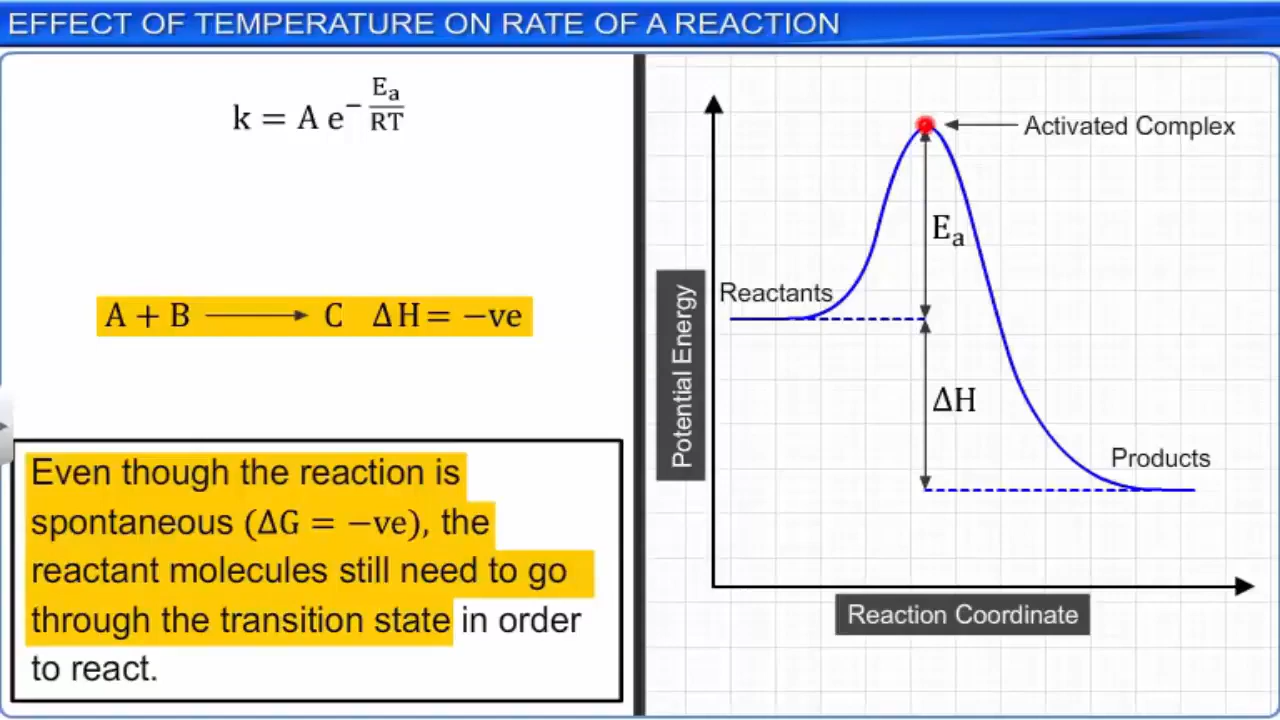 EFFECT OF TEMPERATURE ON RATE OF A REACTION
k = A e^−Ea/RT
A + B ⟶ C ΔH = −ve
Even though the reaction is
spontaneous (ΔG = −ve), the
reactant molecules still need to go
through the transition state in order
to react.
Activated Complex
Ea
Reactants
Potential Energy
ΔH
Products
Reaction Coordinate